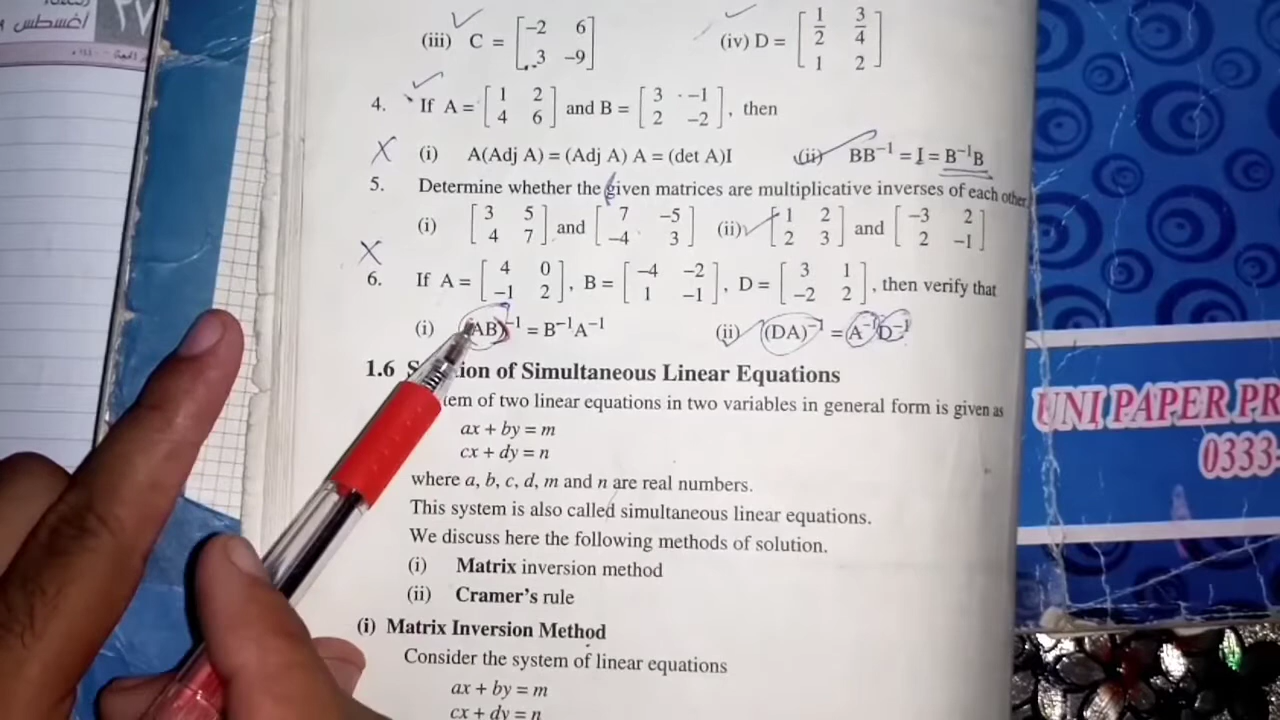 أغسطس
٢٧
(iii) C = [-2 6; 3 -9] (iv) D = [1/2 3/4; 1 2]
4. If A = [1 2; 4 6] and B = [3 -1; 2 -2], then
(i) A(Adj A) = (Adj A) A = (det A)I (ii) BB⁻¹ = I = B⁻¹B
5. Determine whether the given matrices are multiplicative inverses of each other.
(i) [3 5; 4 7] and [7 -5; -4 3] (ii) [1 2; 2 3] and [-3 2; 2 -1]
6. If A = [4 0; -1 2], B = [-4 -2; 1 -1], D = [3 1; -2 2], then verify that
(i) (AB)⁻¹ = B⁻¹A⁻¹ (ii) (DA)⁻¹ = A⁻¹D⁻¹
1.6 of Simultaneous Linear Equations
of two linear equations in two variables in general form is given as
ax + by = m
cx + dy = n
where a, b, c, d, m and n are real numbers.
This system is also called simultaneous linear equations.
We discuss here the following methods of solution.
(i) Matrix inversion method
(ii) Cramer's rule
(i) Matrix Inversion Method
Consider the system of linear equations
ax + by = m
cx + dy = n
UNI PAPER PR
0333-